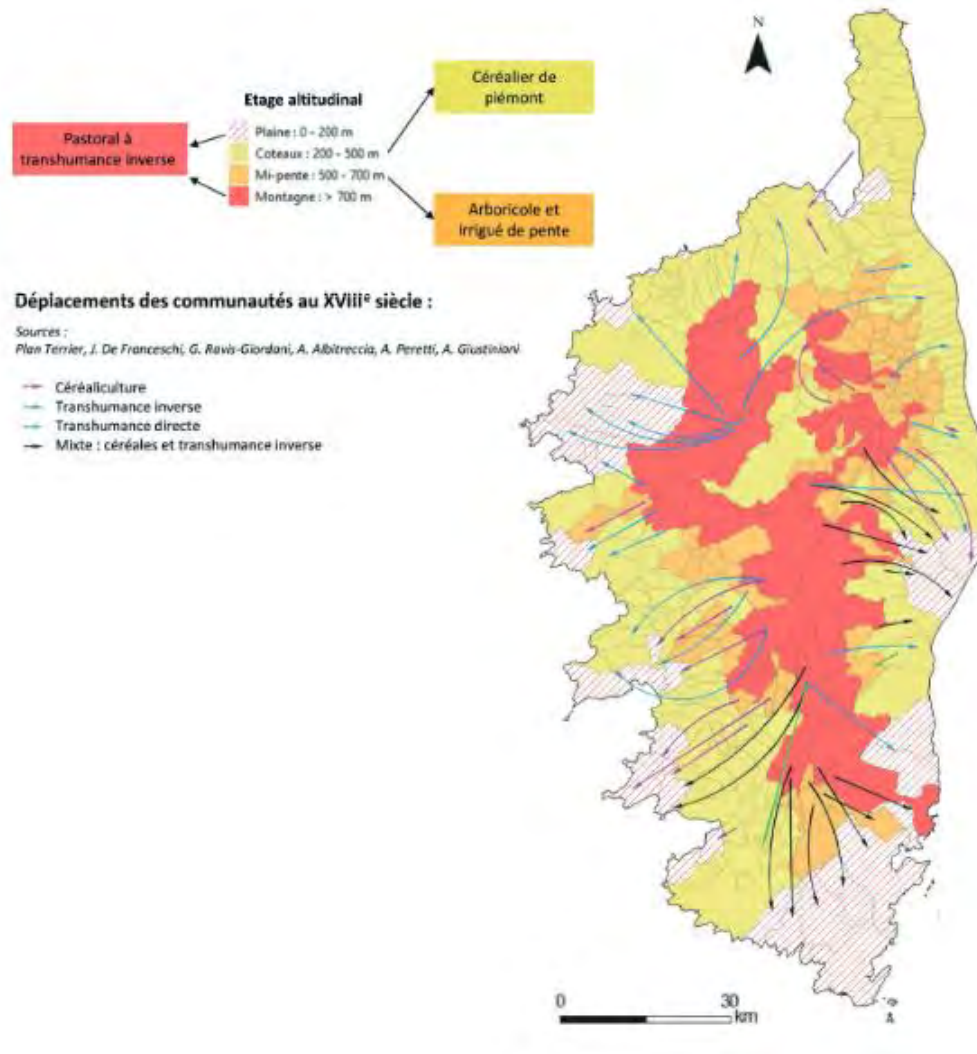 N
Céréalier de
piémont
Etage altitudinal
Pastoral à
transhumance inverse
Plaine : 0 - 200 m
Coteaux : 200 - 500 m
Mi-pente : 500 - 700 m
Montagne : > 700 m
Arboricole et
irrigué de pente
Déplacements des communautés au XVIIIᵉ siècle :
Sources :
Plan Terrier, J. De Franceschi, G. Ravis-Giordani, A. Albitreccia, A. Peretti, A. Giustiniani
Céréaliculture
Transhumance inverse
Transhumance directe
Mixte : céréales et transhumance inverse
0 30
km